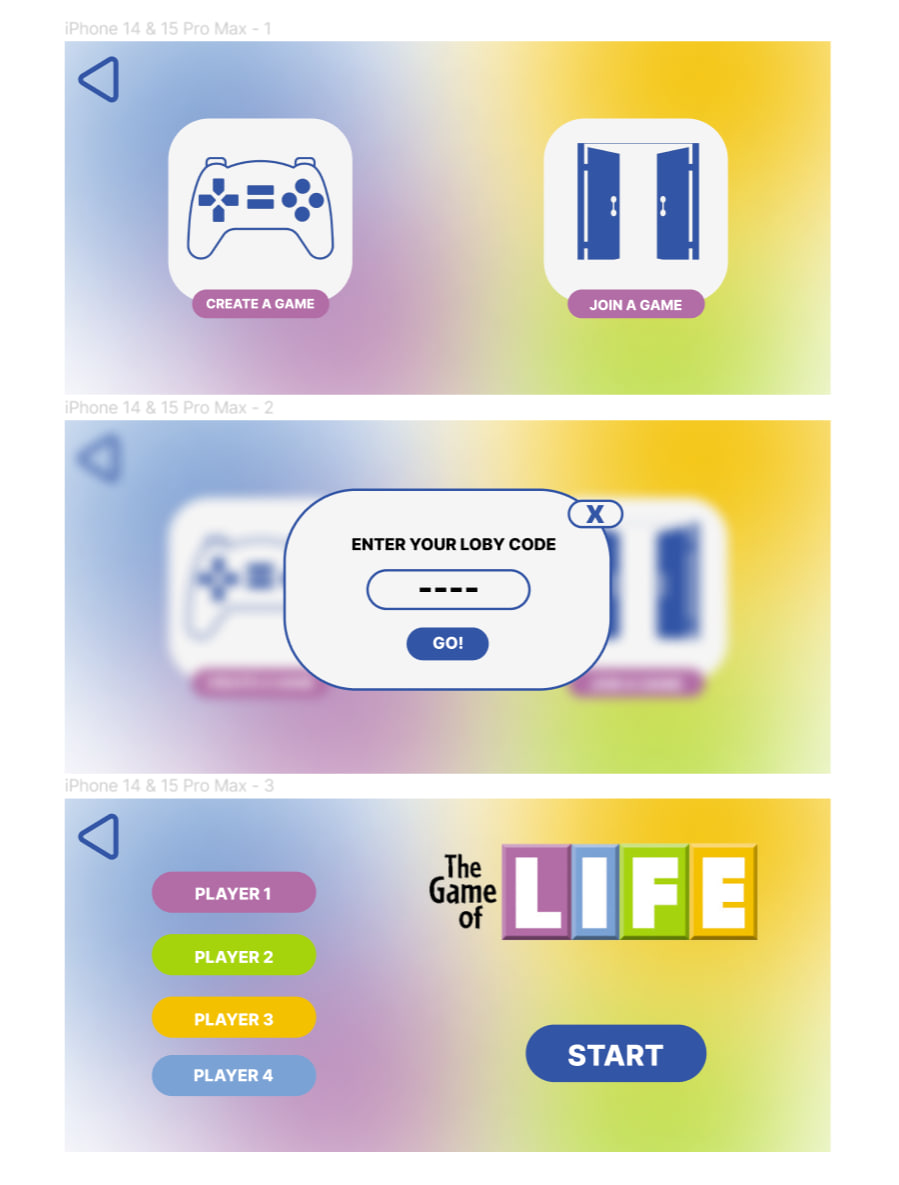 iPhone 14 & 15 Pro Max - 1
CREATE A GAME
JOIN A GAME
iPhone 14 & 15 Pro Max - 2
X
ENTER YOUR LOBY CODE
----
GO!
iPhone 14 & 15 Pro Max - 3
The
Game
of
LIFE
PLAYER 1
PLAYER 2
PLAYER 3
PLAYER 4
START